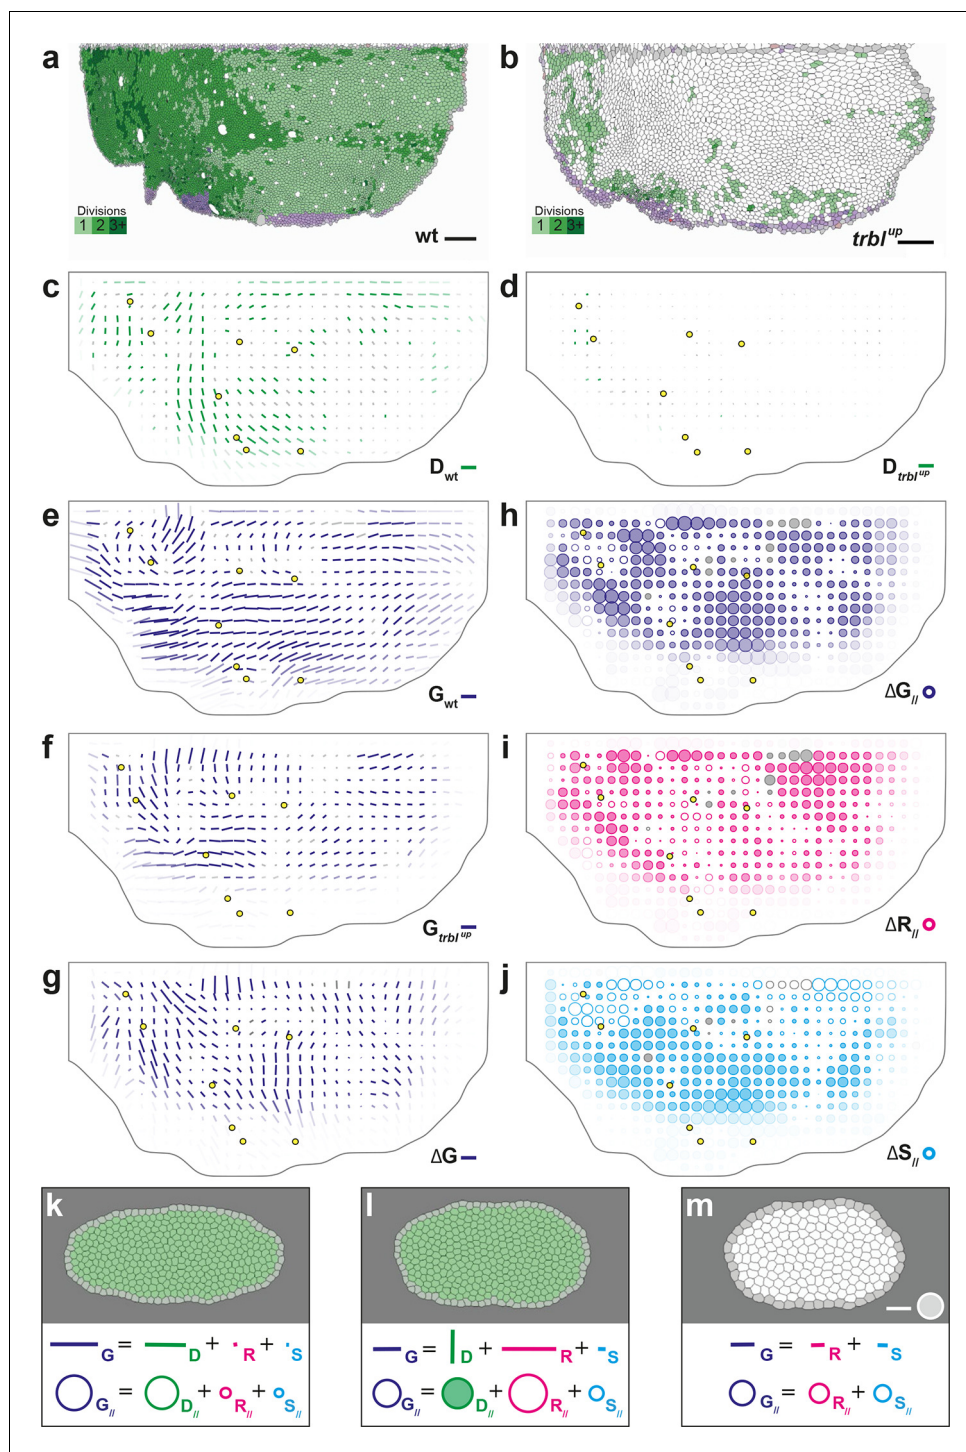 a
b
Divisions
1 2 3+
wt
Divisions
1 2 3+
trbl^up
c
d
D_wt
D_trbl^up
e
h
G_wt
ΔG_//
f
i
G_trbl^up
ΔR_//
g
j
ΔG
ΔS_//
k
l
m
G = D + R + S
G = D + R + S
G = R + S
G_// = D_// + R_// + S_//
G_// = D_// + R_// + S_//
G_// = R_// + S_//